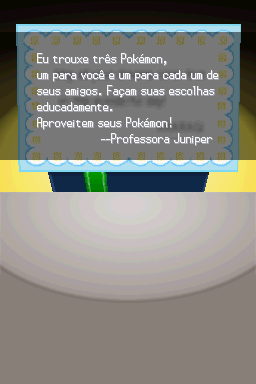 Eu trouxe três Pokémon,
um para você e um para cada um de
seus amigos. Façam suas escolhas
educadamente.
Aproveitem seus Pokémon!
--Professora Juniper